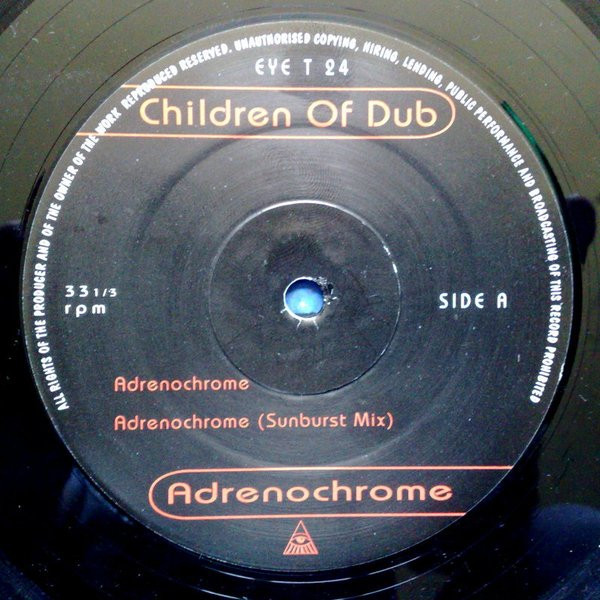 ALL RIGHTS OF THE PRODUCER AND OF THE OWNER OF THE WORK REPRODUCED RESERVED. UNAUTHORISED COPYING, HIRING, LENDING, PUBLIC PERFORMANCE AND BROADCASTING OF THIS RECORD PROHIBITED
EYE T 24
Children Of Dub
33 1/3
rpm
SIDE A
Adrenochrome
Adrenochrome (Sunburst Mix)
Adrenochrome